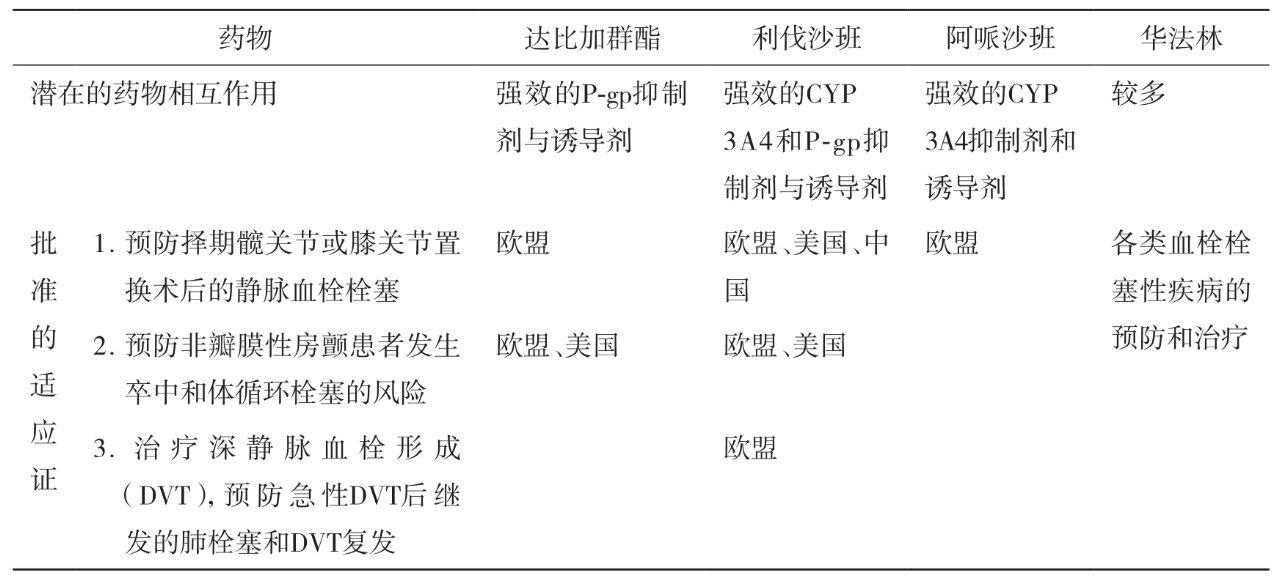 药物 达比加群酯 利伐沙班 阿哌沙班 华法林
潜在的药物相互作用 强效的P-gp抑制 强效的CYP 强效的CYP 较多
剂与诱导剂 3A4和P-gp抑 3A4抑制剂和
制剂与诱导剂 诱导剂
批 1. 预防择期髋关节或膝关节置 欧盟 欧盟、美国、中 欧盟 各类血栓栓
准 换术后的静脉血栓栓塞 国 塞性疾病的
的 2. 预防非瓣膜性房颤患者发生 欧盟、美国 欧盟、美国 预防和治疗
适 卒中和体循环栓塞的风险
应 3. 治疗深静脉血栓形成 欧盟
证 (DVT),预防急性DVT后继
发的肺栓塞和DVT复发